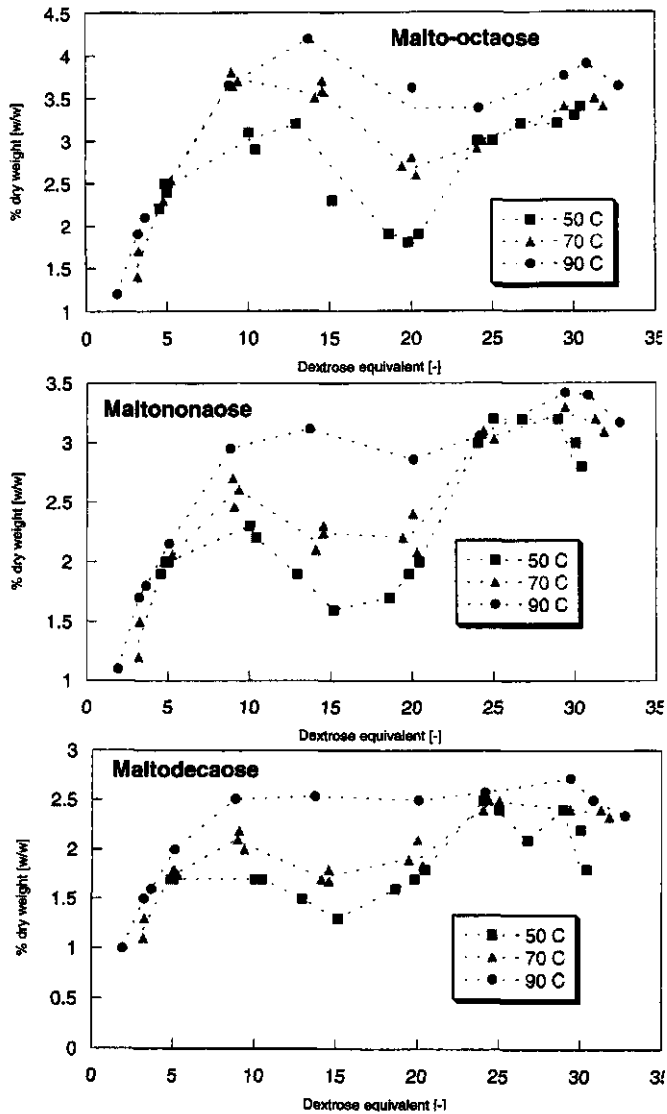 Malto-octaose
4.5
4
3.5
3
2.5
2
1.5
1
% dry weight [w/w]
50 C
70 C
90 C
0 5 10 15 20 25 30 35
Dextrose equivalent [-]
Maltononaose
3.5
3
2.5
2
1.5
1
% dry weight [w/w]
50 C
70 C
90 C
0 5 10 15 20 25 30 35
Dextrose equivalent [-]
Maltodecaose
3
2.5
2
1.5
1
0.5
0
% dry weight [w/w]
50 C
70 C
90 C
0 5 10 15 20 25 30 35
Dextrose equivalent [-]